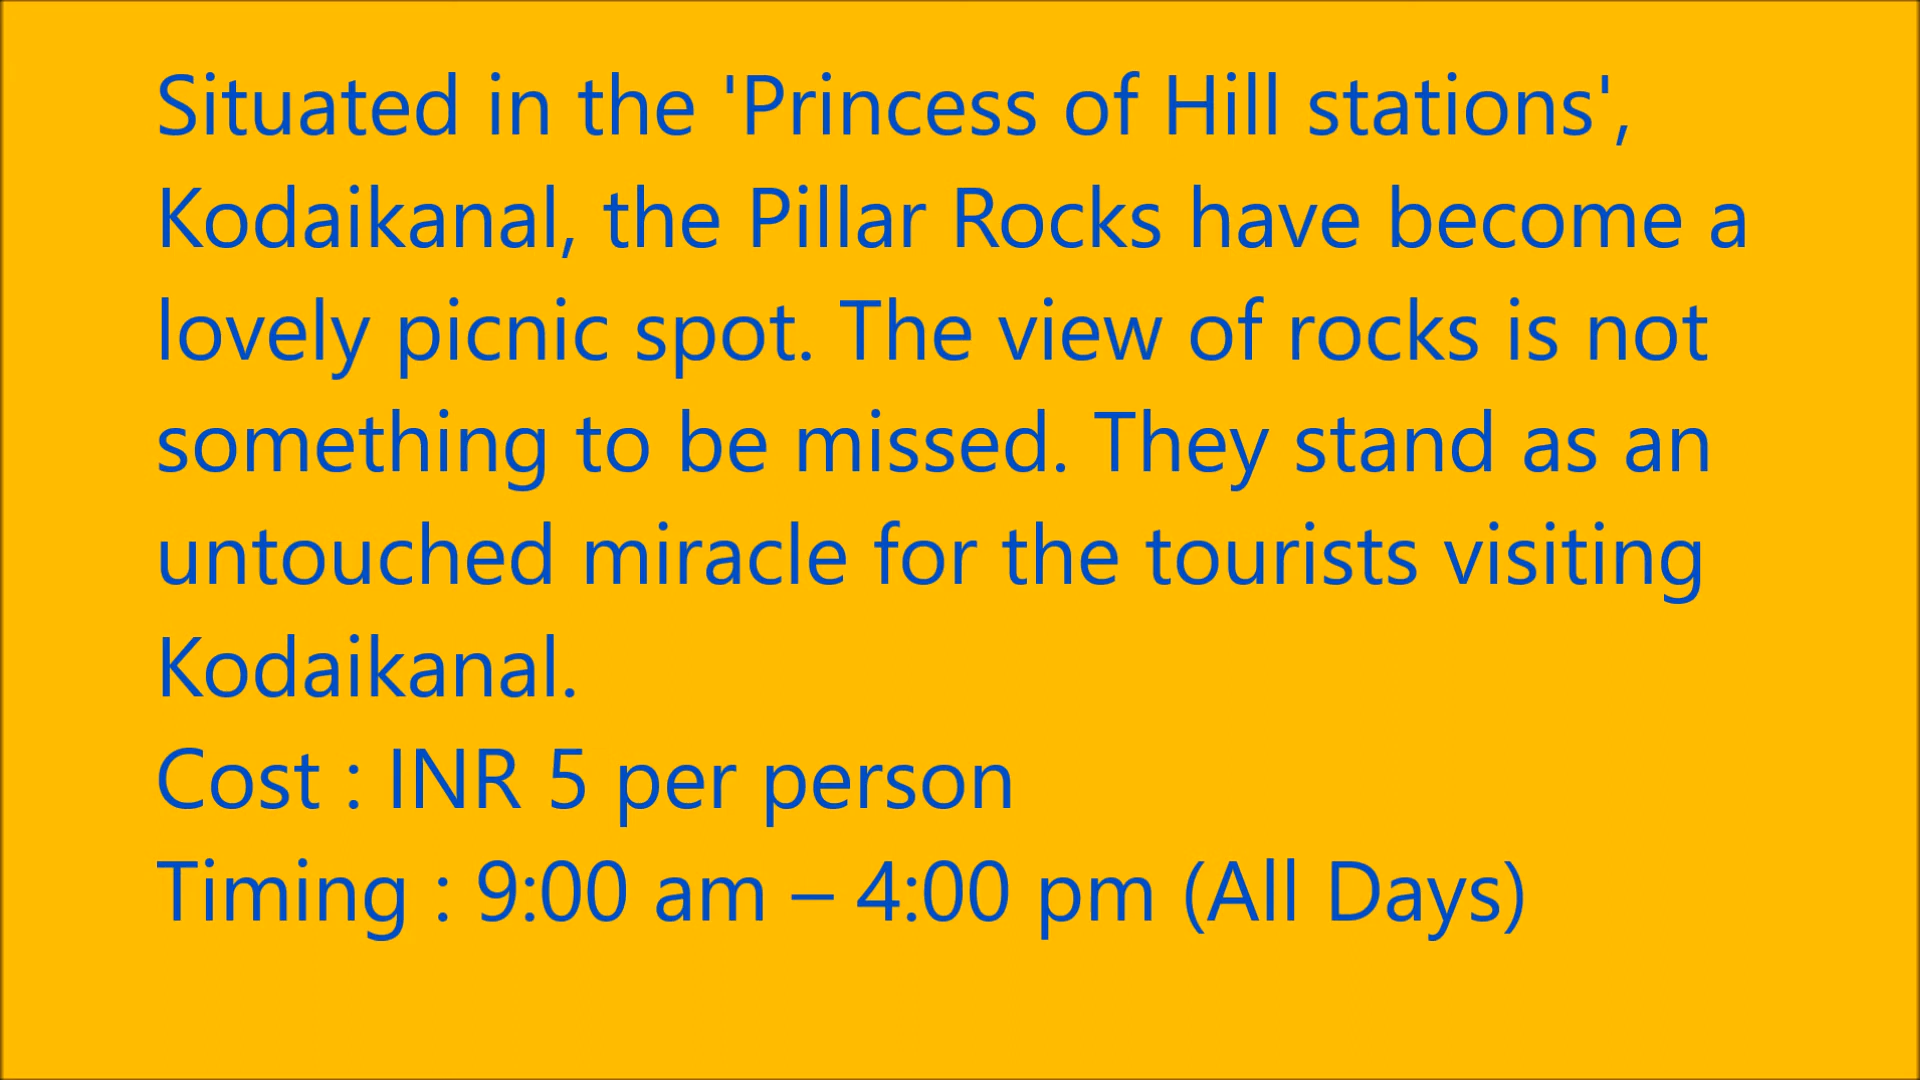 Situated in the 'Princess of Hill stations',
Kodaikanal, the Pillar Rocks have become a
lovely picnic spot. The view of rocks is not
something to be missed. They stand as an
untouched miracle for the tourists visiting
Kodaikanal.
Cost : INR 5 per person
Timing : 9:00 am – 4:00 pm (All Days)